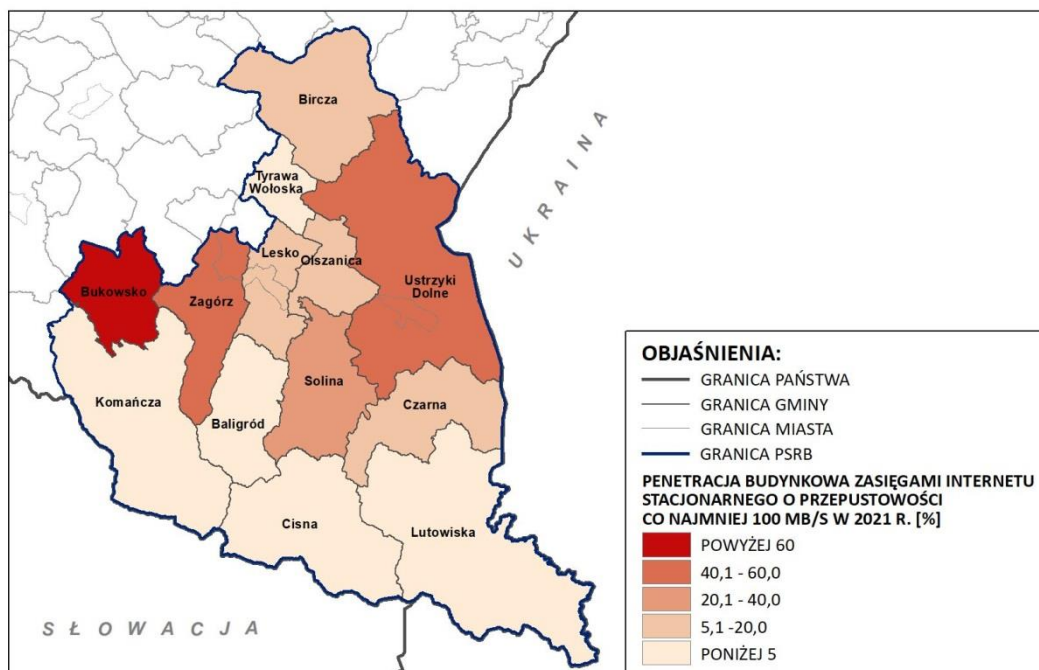 Bircza
Tyrawa
Wołoska
UKRAINA
Lesko
Olszanica
Ustrzyki
Dolne
Bukowsko
Zagórz
Komańcza
Baligród
Solina
Czarna
Cisna
Lutowiska
SŁOWACJA
OBJAŚNIENIA:
GRANICA PAŃSTWA
GRANICA GMINY
GRANICA MIASTA
GRANICA PSRB
PENETRACJA BUDYNKOWA ZASIĘGAMI INTERNETU
STACJONARNEGO O PRZEPUSTOWOŚCI
CO NAJMNIEJ 100 MB/S W 2021 R. [%]
POWYŻEJ 60
40,1 - 60,0
20,1 - 40,0
5,1 -20,0
PONIŻEJ 5